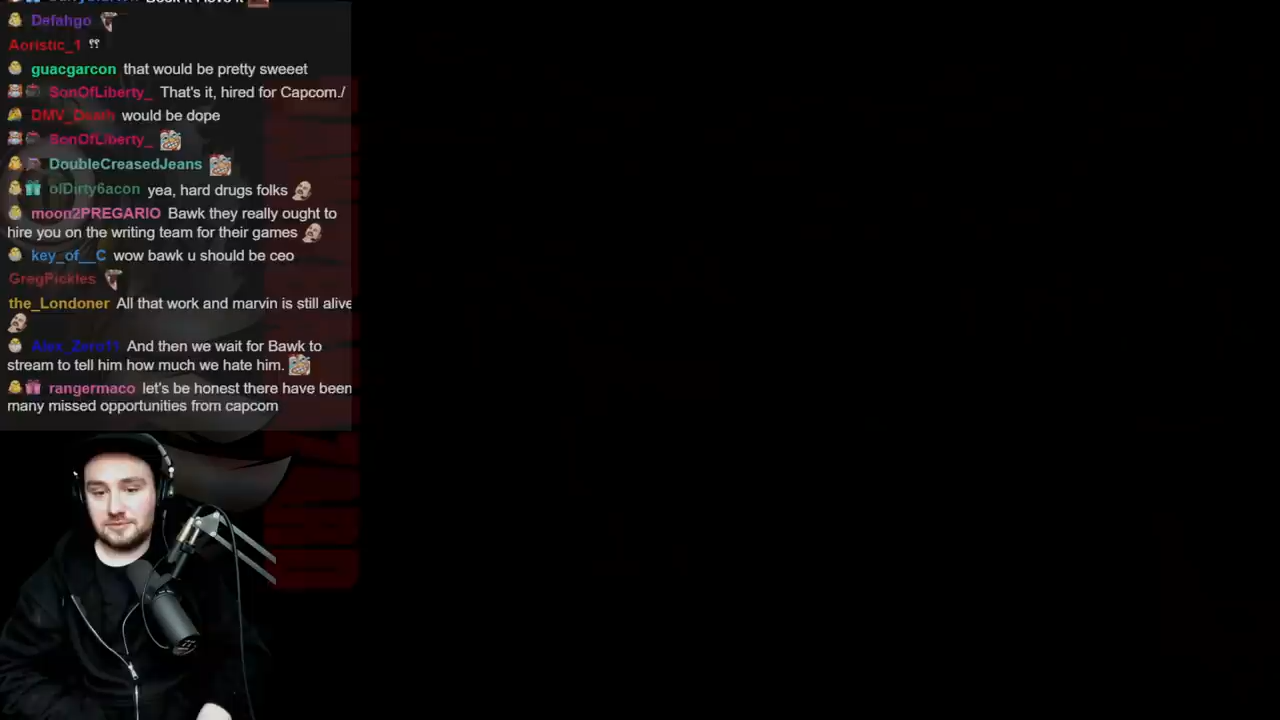 Defahgo
Aoristic_1
guacgarcon that would be pretty sweeet
SonOfLiberty_ That's it, hired for Capcom./
DMV_Death would be dope
SonOfLiberty_
DoubleCreasedJeans
olDirty6acon yea, hard drugs folks
moon2PREGARIO Bawk they really ought to
hire you on the writing team for their games
key_of__C wow bawk u should be ceo
GregPickles
the_Londoner All that work and marvin is still alive
Alex_Zero11 And then we wait for Bawk to
stream to tell him how much we hate him.
rangermaco let's be honest there have been
many missed opportunities from capcom